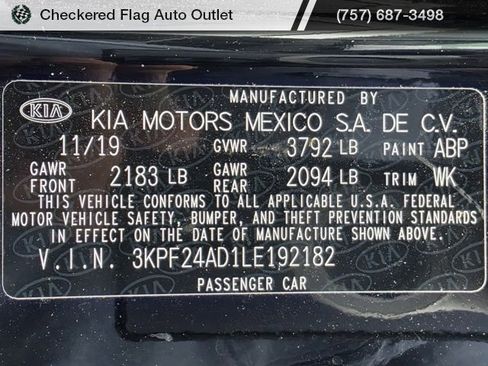 Checkered Flag Auto Outlet (757) 687-3498
MANUFACTURED BY
KIA KIA MOTORS MEXICO S.A. DE C.V.
11/19 GVWR 3792 LB PAINT ABP
GAWR FRONT 2183 LB GAWR REAR 2094 LB TRIM WK
THIS VEHICLE CONFORMS TO ALL APPLICABLE U.S.A. FEDERAL
MOTOR VEHICLE SAFETY, BUMPER, AND THEFT PREVENTION STANDARDS
IN EFFECT ON THE DATE OF MANUFACTURE SHOWN ABOVE.
V.I.N. 3KPF24AD1LE192182
PASSENGER CAR